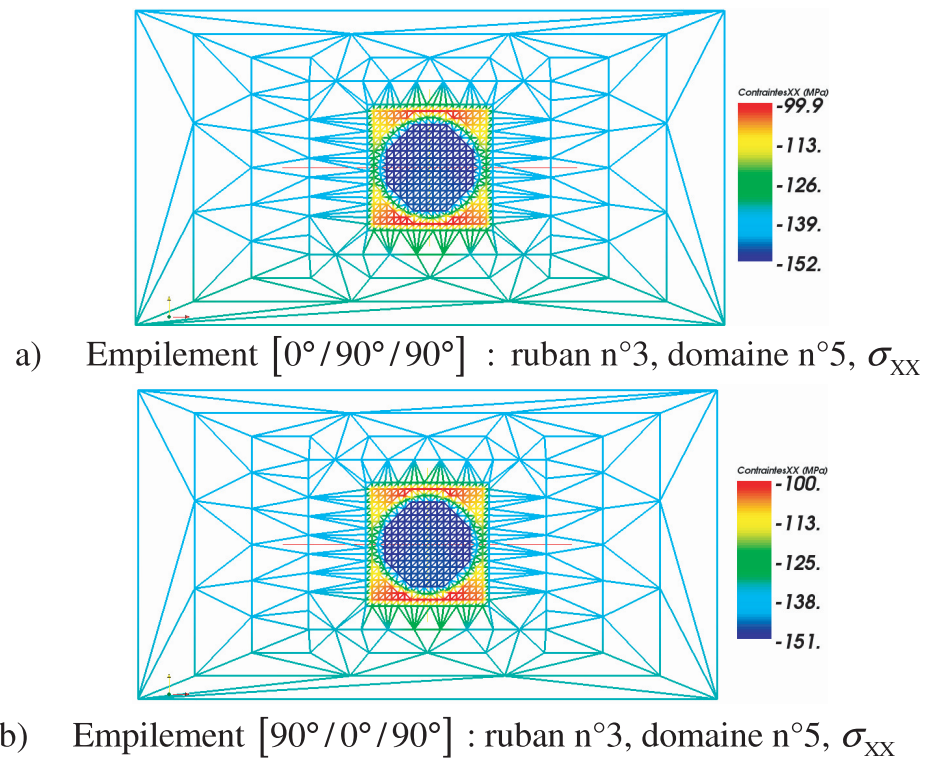 ContraintesXX (MPa)
-99.9
-113.
-126.
-139.
-152.
a) Empilement [0°/90°/90°] : ruban n°3, domaine n°5, σXX
ContraintesXX (MPa)
-100.
-113.
-125.
-138.
-151.
b) Empilement [90°/0°/90°] : ruban n°3, domaine n°5, σXX